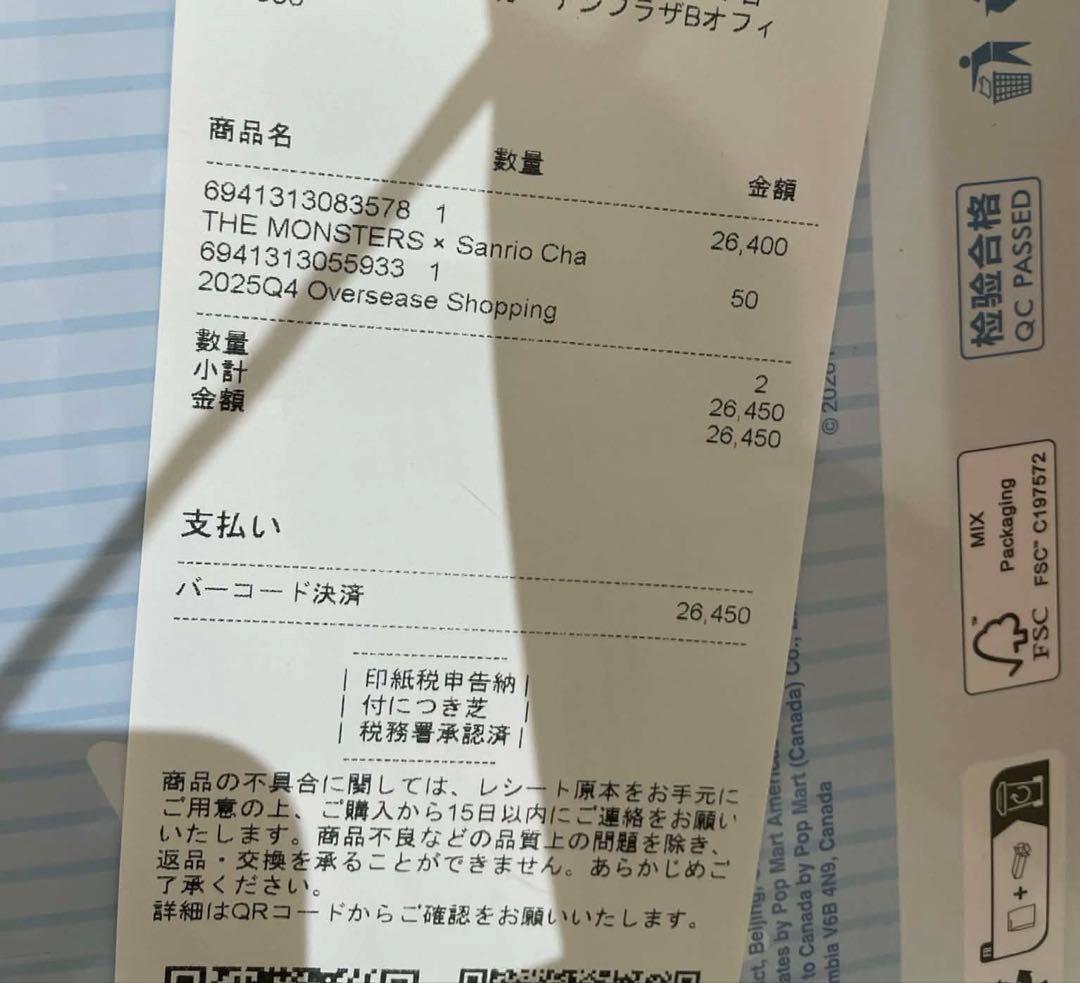 ザBオフィ
商品名 数量 金額
6941313083578 1 26,400
THE MONSTERS × Sanrio Cha
6941313055933 1 50
2025Q4 Oversease Shopping
数量 2
小計 26,450
金額 26,450
支払い
バーコード決済 26,450
印紙税申告納
付につき芝
税務署承認済
商品の不具合に関しては、レシート原本をお手元に
ご用意の上、ご購入から15日以内にご連絡をお願い
いたします。商品不良などの品質上の問題を除き、
返品・交換を承ることができません。あらかじめご
了承ください。
詳細はQRコードからご確認をお願いいたします。
检验合格
QC PASSED
MIX
Packaging
FSC™ C197572
FSC
FR
ct, Beijing,
ates by Pop Mart
to Canada by Pop Mart (Canada) Co.,
mbia V6B 4N9, Canada